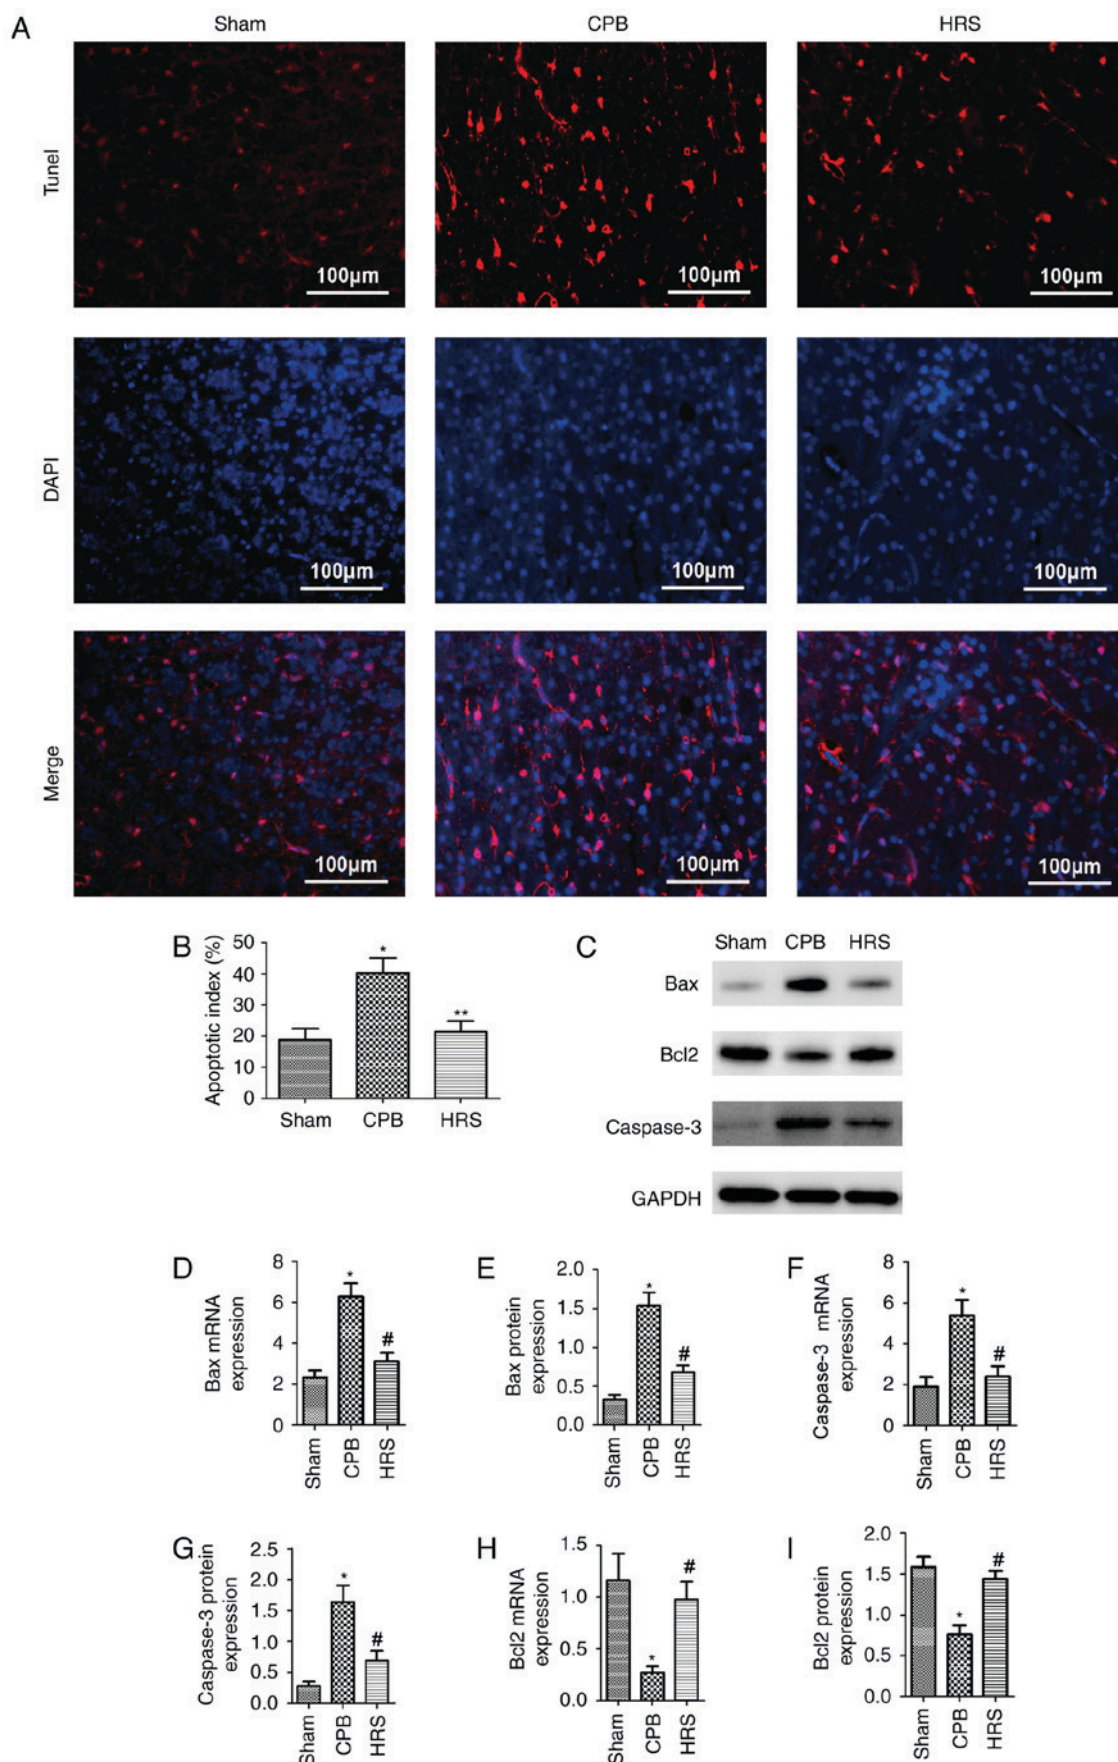 A
Sham CPB HRS
Tunel
100µm 100µm 100µm
DAPI
100µm 100µm 100µm
Merge
100µm 100µm 100µm
B
Apoptotic index (%)
50
40
30
20
10
0
*
**
Sham CPB HRS
C
Sham CPB HRS
Bax
Bcl2
Caspase-3
GAPDH
D
Bax mRNA
expression
8
6
4
2
0
*
#
Sham
CPB
HRS
E
Bax protein
expression
2.0
1.5
1.0
0.5
0.0
*
#
Sham
CPB
HRS
F
Caspase-3 mRNA
expression
8
6
4
2
0
*
#
Sham
CPB
HRS
G
Caspase-3 protein
expression
2.5
2.0
1.5
1.0
0.5
0.0
*
#
Sham
CPB
HRS
H
Bcl2 mRNA
expression
1.5
1.0
0.5
0.0
*
#
Sham
CPB
HRS
I
Bcl2 protein
expression
2.0
1.5
1.0
0.5
0.0
*
#
Sham
CPB
HRS